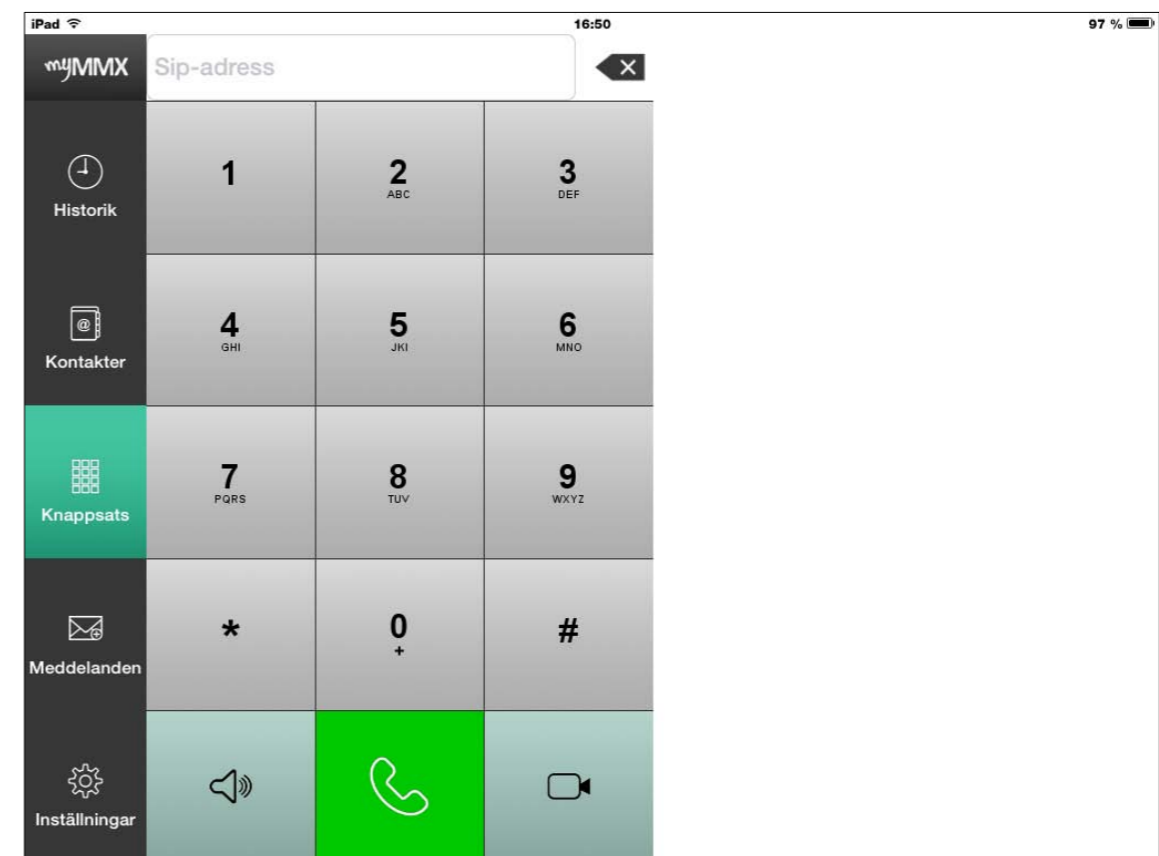 iPad 16:50 97 %
myMMX Sip-adress
Historik
1 2 3
ABC DEF
Kontakter
@
4 5 6
GHI JKl MNO
Knappsats
7 8 9
PQRS TUV WXYZ
Meddelanden
* 0 #
+
Inställningar